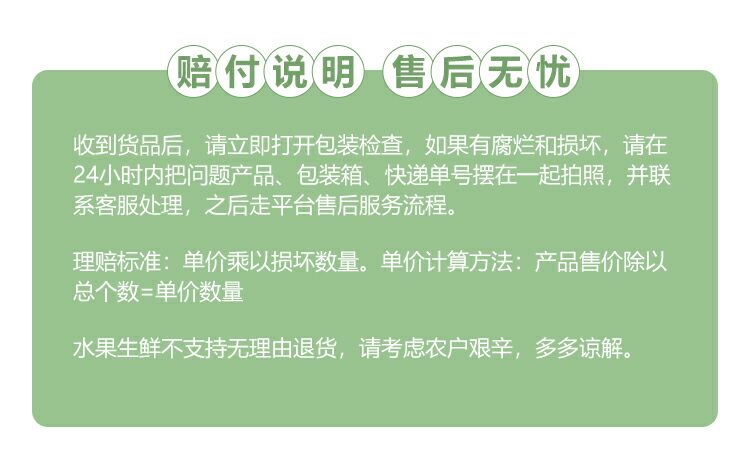 赔付说明 售后无忧
收到货品后，请立即打开包装检查，如果有腐烂和损坏，请在
24小时内把问题产品、包装箱、快递单号摆在一起拍照，并联
系客服处理，之后走平台售后服务流程。
理赔标准：单价乘以损坏数量。单价计算方法：产品售价除以
总个数=单价数量
水果生鲜不支持无理由退货，请考虑农户艰辛，多多谅解。